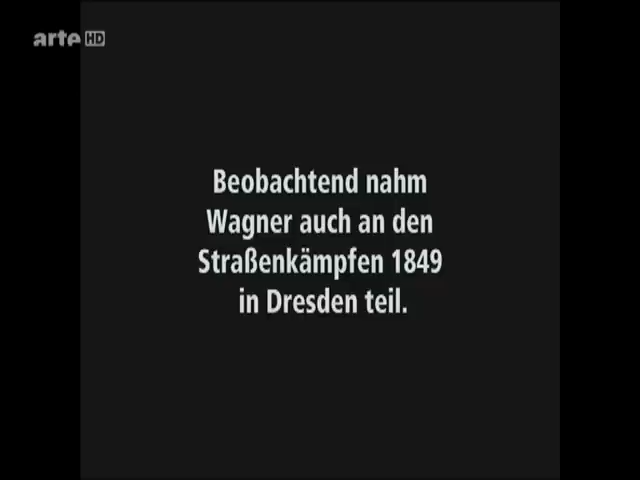 arte HD
Beobachtend nahm
Wagner auch an den
Straßenkämpfen 1849
in Dresden teil.